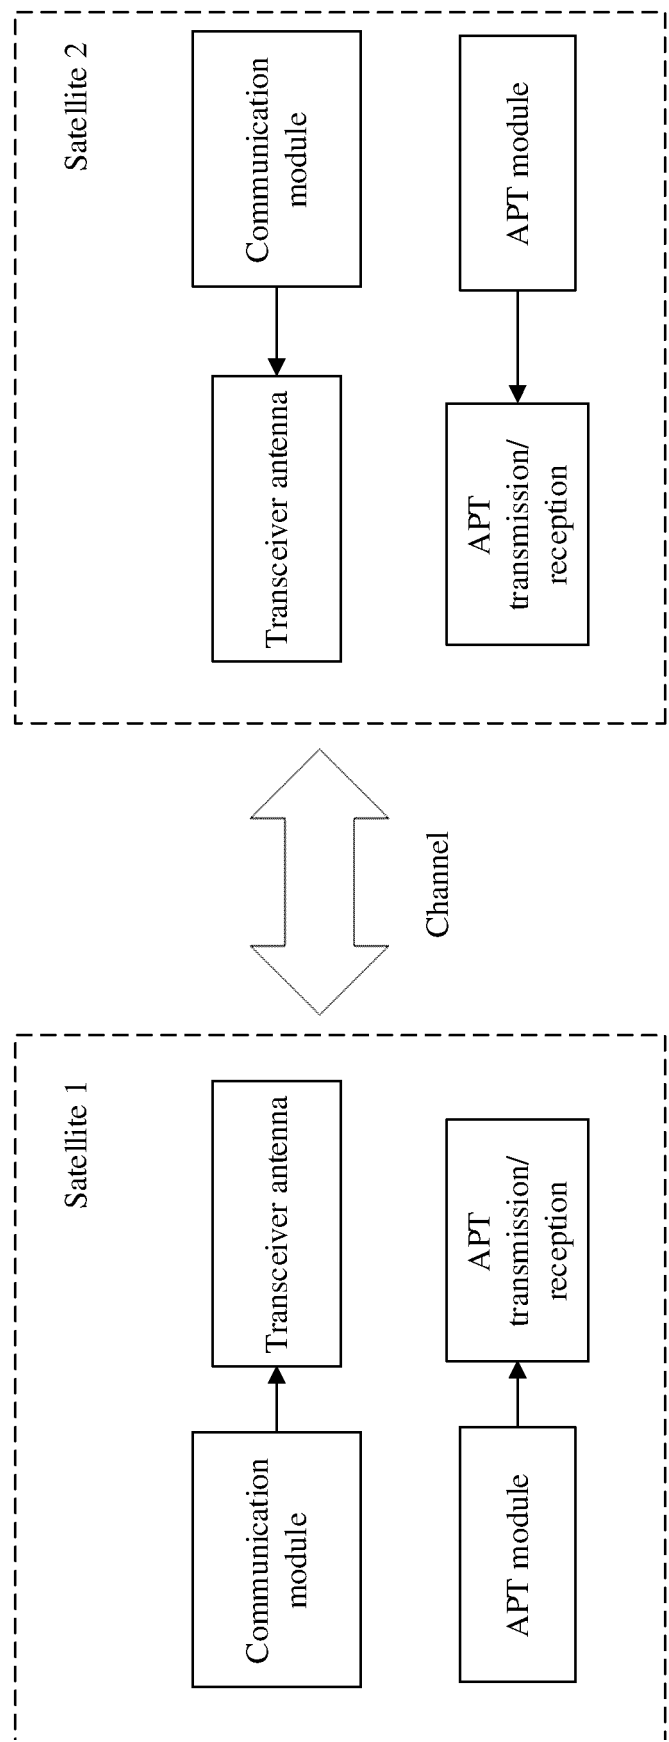 Satellite 1
Communication
module
Transceiver antenna
APT module
APT
transmission/
reception
Channel
Satellite 2
Transceiver antenna
Communication
module
APT
transmission/
reception
APT module